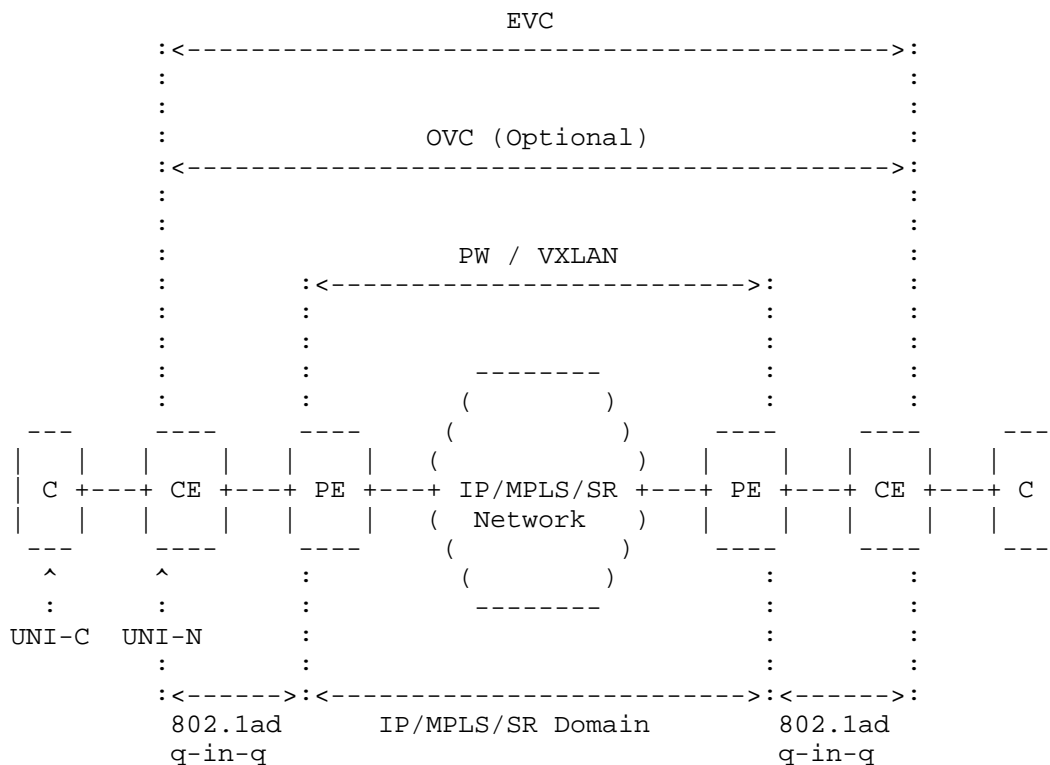 EVC
OVC (Optional)
PW / VXLAN
C CE PE IP/MPLS/SR PE CE C
Network
UNI-C UNI-N
802.1ad IP/MPLS/SR Domain 802.1ad
q-in-q q-in-q